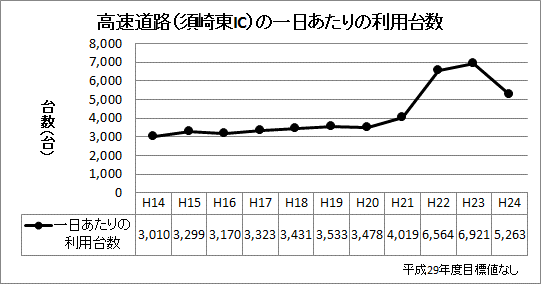 高速道路(須崎東IC)の一日あたりの利用台数
8,000
7,000
6,000
5,000
4,000
3,000
2,000
1,000
0
台数(台)
H14 H15 H16 H17 H18 H19 H20 H21 H22 H23 H24
一日あたりの
利用台数
3,010 3,299 3,170 3,323 3,431 3,533 3,478 4,019 6,564 6,921 5,263
平成29年度目標値なし